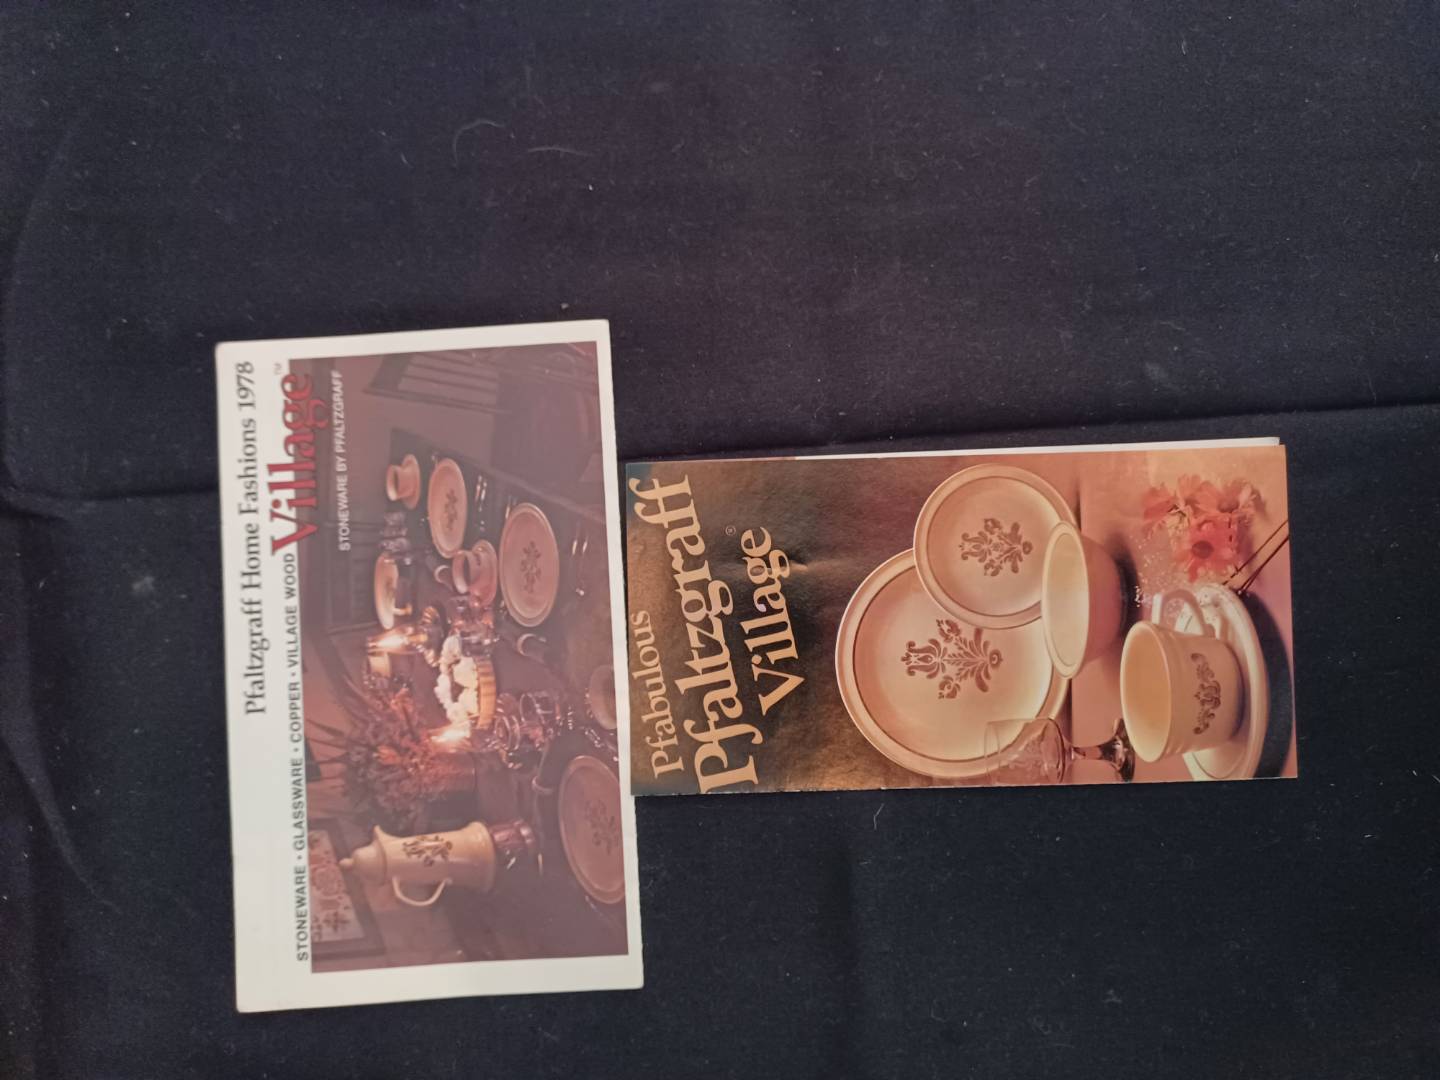 Pfaltzgraff Home Fashions 1978
STONEWARE • GLASSWARE • COPPER • VILLAGE WOOD
Village™
STONEWARE BY PFALTZGRAFF
Pfabulous
Pfaltzgraff
Village®